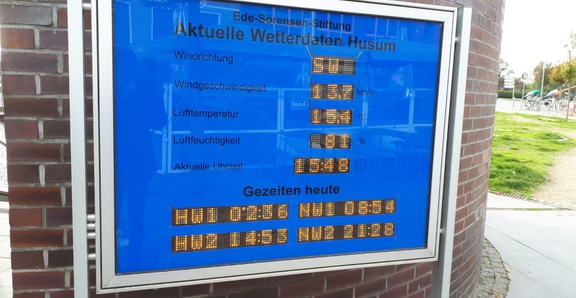 Ede-Sörensen-Stiftung
Aktuelle Wetterdaten Husum
Windrichtung SW
Windgeschwindigkeit 13,7 km/h
Lufttemperatur 15,4
Luftfeuchtigkeit 81 %
Aktuelle Uhrzeit 15:48
Gezeiten heute
HW1 02:36 NW1 08:54
HW2 14:53 NW2 21:28